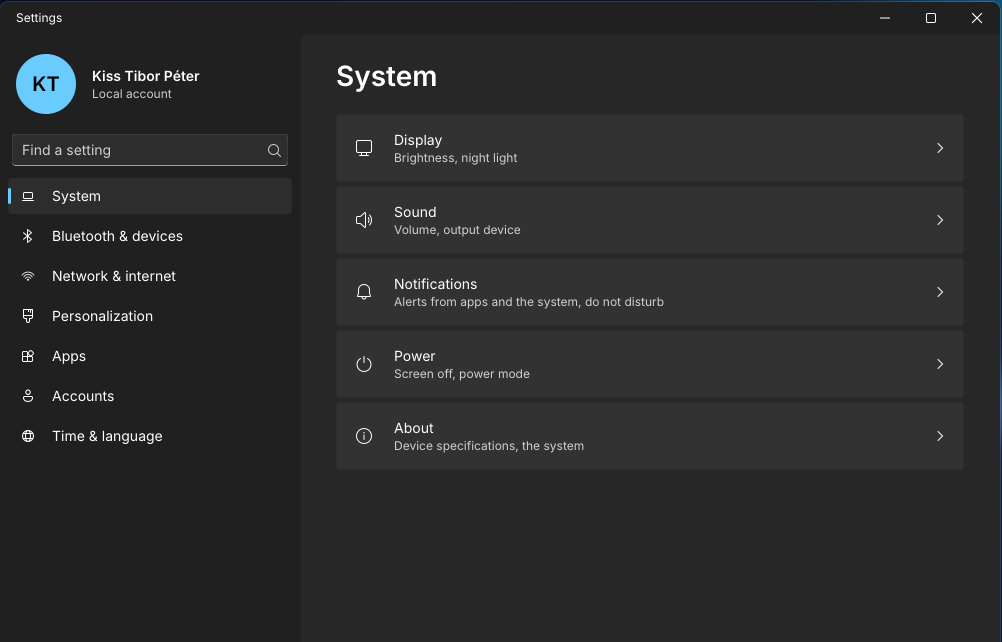 Settings
KT
Kiss Tibor Péter
Local account
Find a setting
System
Bluetooth & devices
Network & internet
Personalization
Apps
Accounts
Time & language
System
Display
Brightness, night light
Sound
Volume, output device
Notifications
Alerts from apps and the system, do not disturb
Power
Screen off, power mode
About
Device specifications, the system